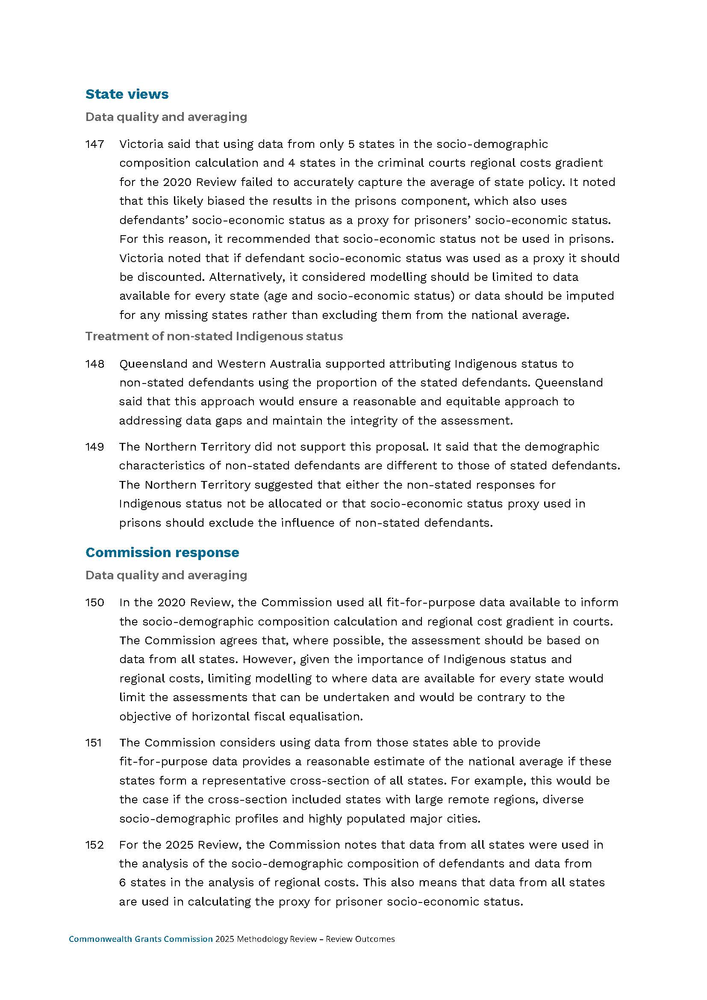 State views
Data quality and averaging
147 Victoria said that using data from only 5 states in the socio-demographic
composition calculation and 4 states in the criminal courts regional costs gradient
for the 2020 Review failed to accurately capture the average of state policy. It noted
that this likely biased the results in the prisons component, which also uses
defendants’ socio-economic status as a proxy for prisoners’ socio-economic status.
For this reason, it recommended that socio-economic status not be used in prisons.
Victoria noted that if defendant socio-economic status was used as a proxy it should
be discounted. Alternatively, it considered modelling should be limited to data
available for every state (age and socio-economic status) or data should be imputed
for any missing states rather than excluding them from the national average.
Treatment of non-stated Indigenous status
148 Queensland and Western Australia supported attributing Indigenous status to
non-stated defendants using the proportion of the stated defendants. Queensland
said that this approach would ensure a reasonable and equitable approach to
addressing data gaps and maintain the integrity of the assessment.
149 The Northern Territory did not support this proposal. It said that the demographic
characteristics of non-stated defendants are different to those of stated defendants.
The Northern Territory suggested that either the non-stated responses for
Indigenous status not be allocated or that socio-economic status proxy used in
prisons should exclude the influence of non-stated defendants.
Commission response
Data quality and averaging
150 In the 2020 Review, the Commission used all fit-for-purpose data available to inform
the socio-demographic composition calculation and regional cost gradient in courts.
The Commission agrees that, where possible, the assessment should be based on
data from all states. However, given the importance of Indigenous status and
regional costs, limiting modelling to where data are available for every state would
limit the assessments that can be undertaken and would be contrary to the
objective of horizontal fiscal equalisation.
151 The Commission considers using data from those states able to provide
fit-for-purpose data provides a reasonable estimate of the national average if these
states form a representative cross-section of all states. For example, this would be
the case if the cross-section included states with large remote regions, diverse
socio-demographic profiles and highly populated major cities.
152 For the 2025 Review, the Commission notes that data from all states were used in
the analysis of the socio-demographic composition of defendants and data from
6 states in the analysis of regional costs. This also means that data from all states
are used in calculating the proxy for prisoner socio-economic status.
Commonwealth Grants Commission 2025 Methodology Review – Review Outcomes